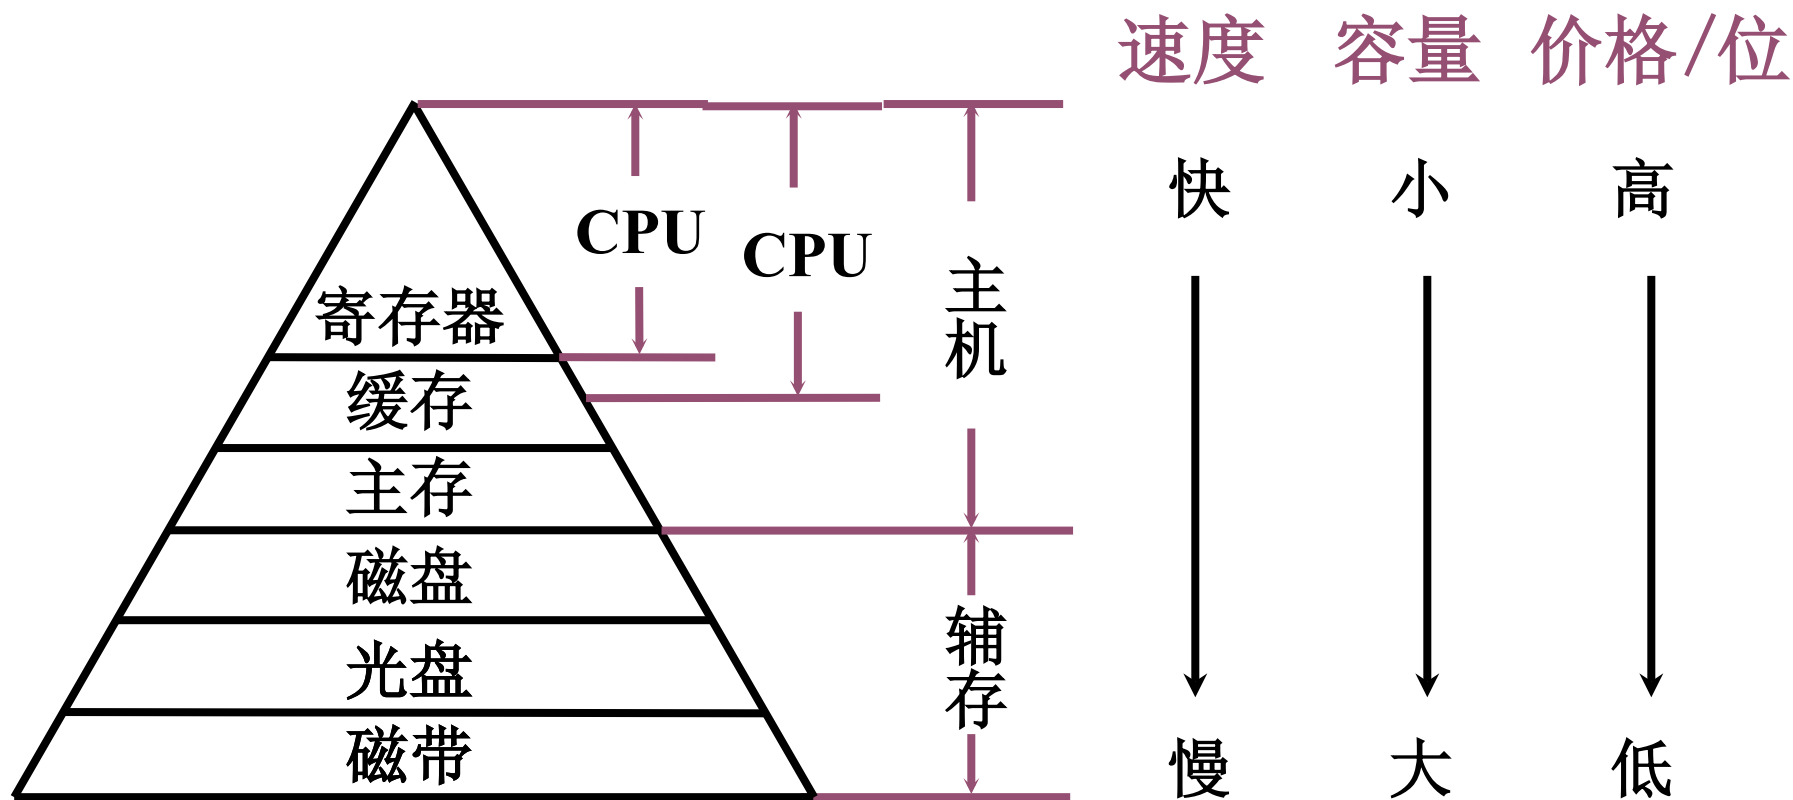 速度 容量 价格/位
快 小 高
CPU
CPU
主机
寄存器
缓存
主存
磁盘
辅存
光盘
磁带
慢 大 低